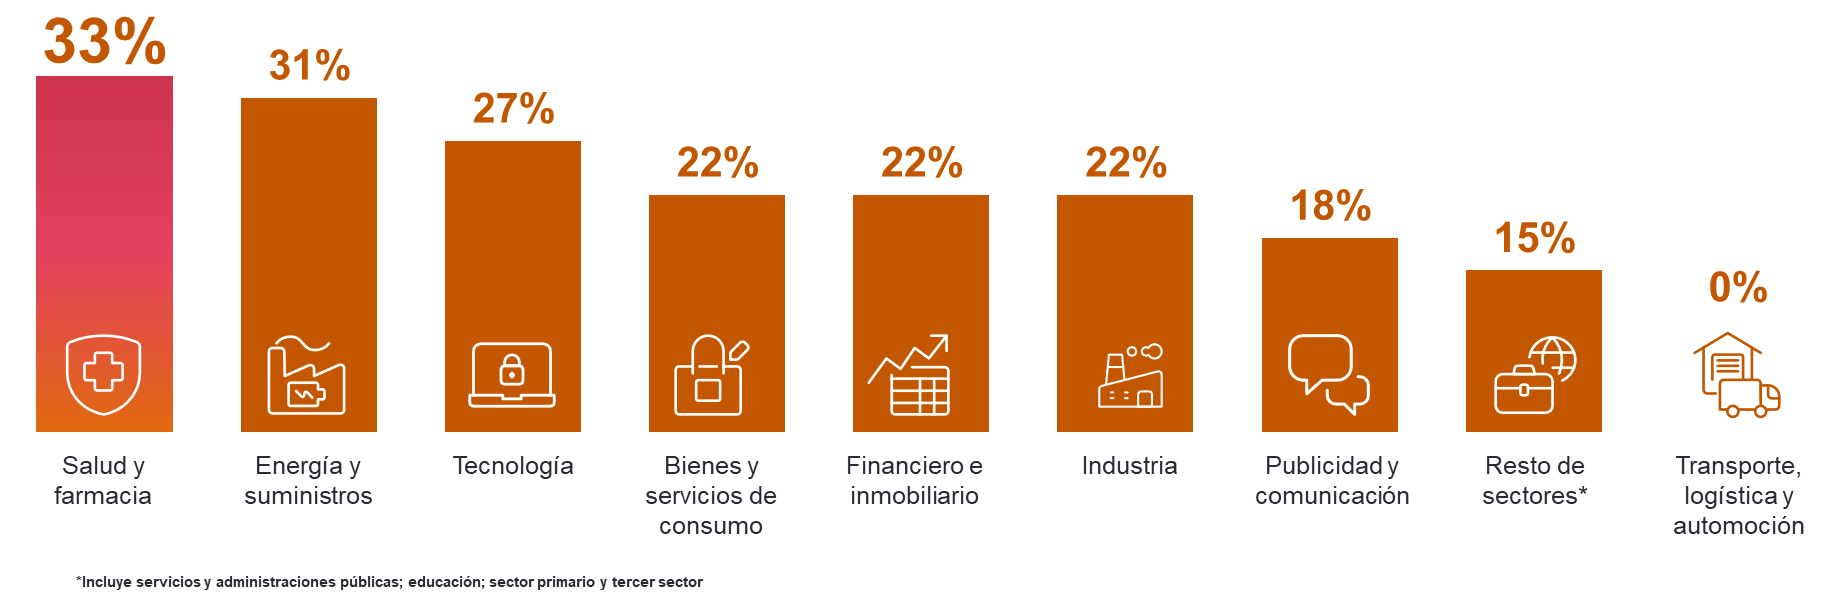 33%
31%
27%
22%
22%
22%
18%
15%
0%
Salud y
farmacia
Energía y
suministros
Tecnología
Bienes y
servicios de
consumo
Financiero e
inmobiliario
Industria
Publicidad y
comunicación
Resto de
sectores*
Transporte,
logística y
automoción
*Incluye servicios y administraciones públicas; educación; sector primario y tercer sector